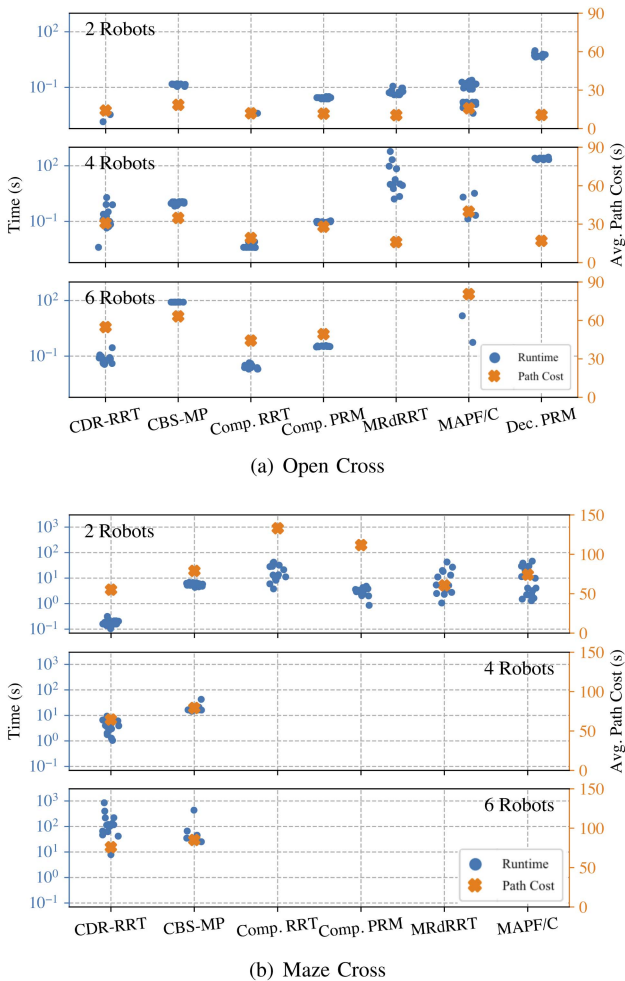 2 Robots
10^2
10^-1
90
60
30
0
4 Robots
10^2
10^-1
90
60
30
0
Time (s)
Avg. Path Cost (s)
6 Robots
10^2
10^-1
90
60
30
0
Runtime
Path Cost
CDR-RRT
CBS-MP
Comp. RRT
Comp. PRM
MRdRRT
MAPF/C
Dec. PRM
(a) Open Cross
2 Robots
10^3
10^2
10^1
10^0
10^-1
150
100
50
0
4 Robots
10^3
10^2
10^1
10^0
10^-1
150
100
50
0
Time (s)
Avg. Path Cost (s)
6 Robots
10^3
10^2
10^1
10^0
10^-1
150
100
50
0
Runtime
Path Cost
CDR-RRT
CBS-MP
Comp. RRT
Comp. PRM
MRdRRT
MAPF/C
(b) Maze Cross